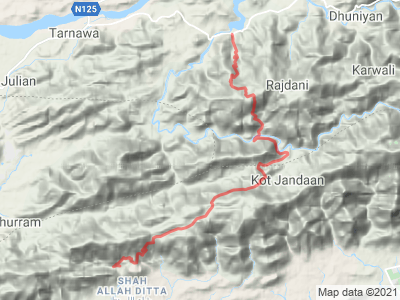 N125
Dhuniyan
Tarnawa
Karwali
Julian
Rajdani
Kot Jandaan
hurram
SHAH
ALLAH DITTA
Map data ©2021